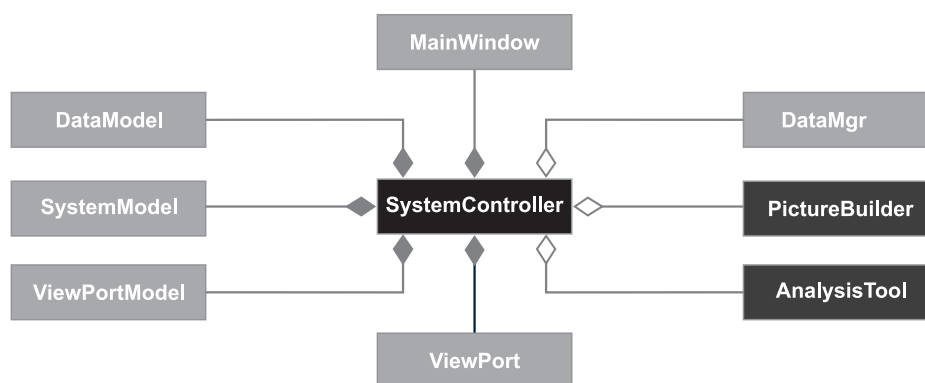 MainWindow
DataModel
DataMgr
SystemModel
SystemController
PictureBuilder
ViewPortModel
AnalysisTool
ViewPort